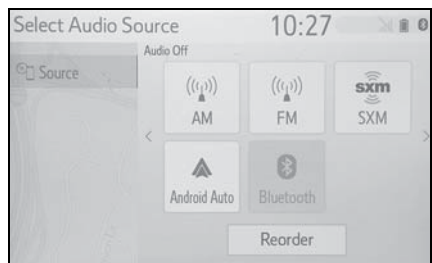 Select Audio Source 10:27
Audio Off
Source
AM FM SXM
sxm
Android Auto Bluetooth
Reorder